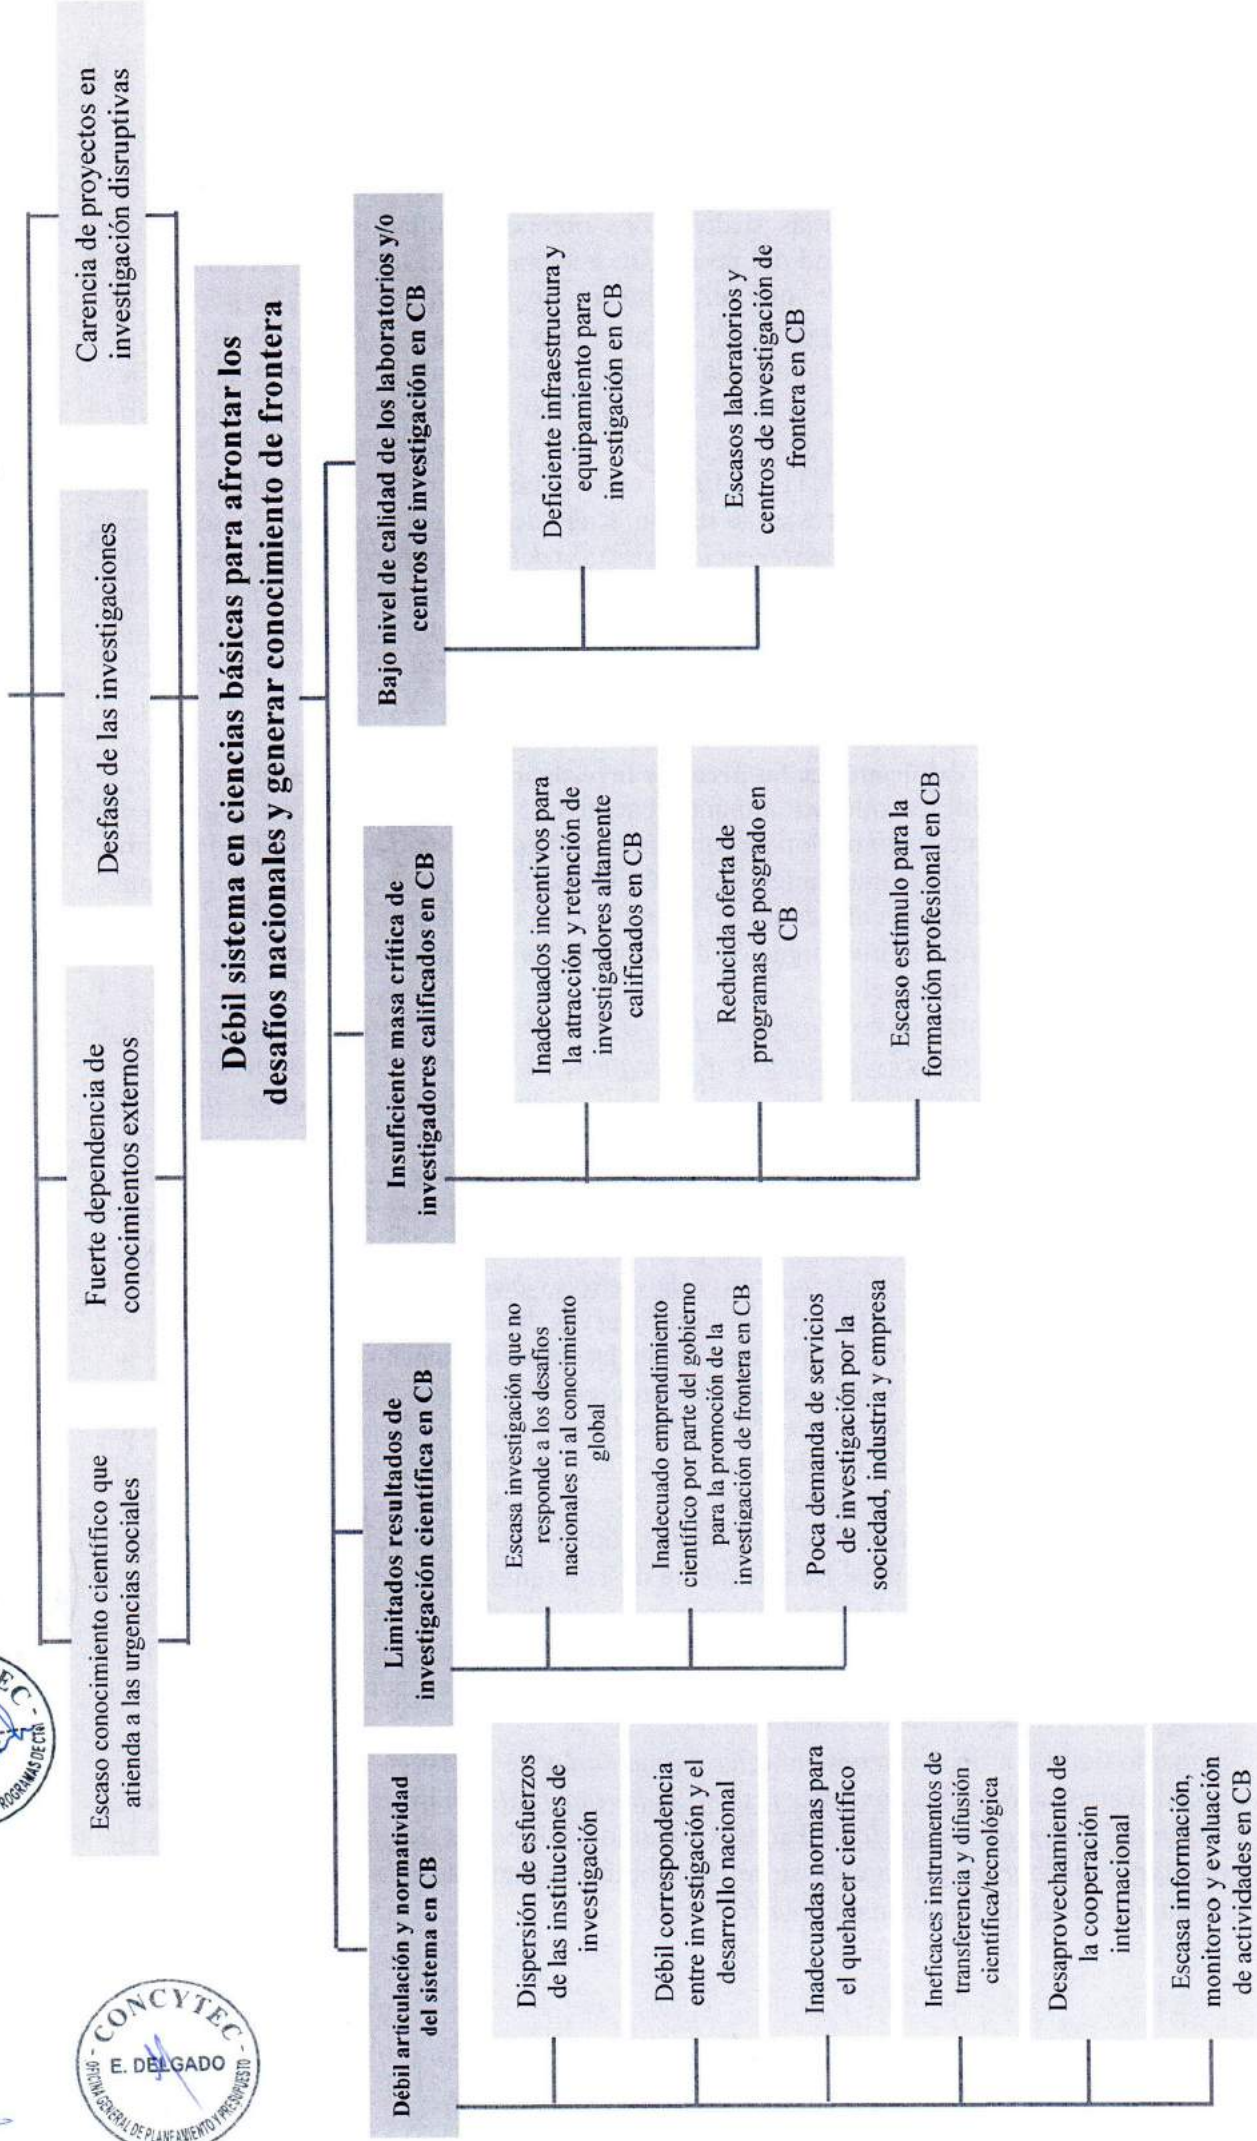 Escaso conocimiento científico que
atienda a las urgencias sociales
Fuerte dependencia de
conocimientos externos
Desfase de las investigaciones
Carencia de proyectos en
investigación disruptivas
Débil sistema en ciencias básicas para afrontar los
desafíos nacionales y generar conocimiento de frontera
Débil articulación y normatividad
del sistema en CB
Dispersión de esfuerzos
de las instituciones de
investigación
Débil correspondencia
entre investigación y el
desarrollo nacional
Inadecuadas normas para
el quehacer científico
Ineficaces instrumentos de
transferencia y difusión
científica/tecnológica
Desaprovechamiento de
la cooperación
internacional
Escasa información,
monitoreo y evaluación
de actividades en CB
Limitados resultados de
investigación científica en CB
Escasa investigación que no
responde a los desafíos
nacionales ni al conocimiento
global
Inadecuado emprendimiento
científico por parte del gobierno
para la promoción de la
investigación de frontera en CB
Poca demanda de servicios
de investigación por la
sociedad, industria y empresa
Insuficiente masa crítica de
investigadores calificados en CB
Inadecuados incentivos para
la atracción y retención de
investigadores altamente
calificados en CB
Reducida oferta de
programas de posgrado en
CB
Escaso estímulo para la
formación profesional en CB
Bajo nivel de calidad de los laboratorios y/o
centros de investigación en CB
Deficiente infraestructura y
equipamiento para
investigación en CB
Escasos laboratorios y
centros de investigación de
frontera en CB
- CONCYTEC -
E. DELGADO
OFICINA GENERAL DE PLANEAMIENTO Y PRESUPUESTO